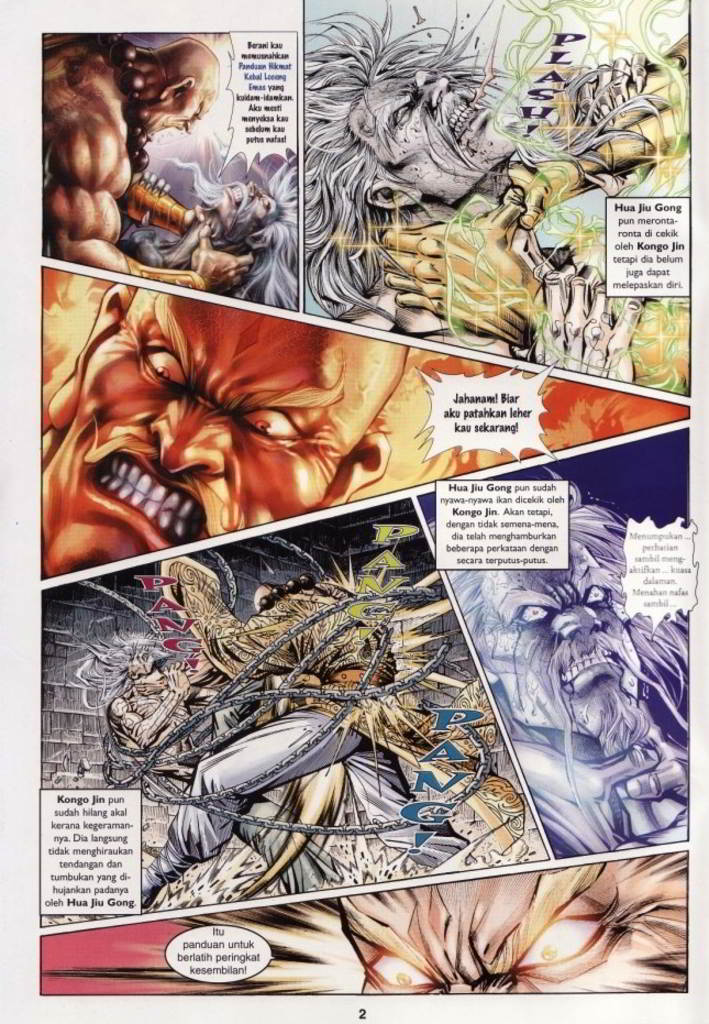 Berani kau
memusnahkan
Panduan Hikmat
Kebal Loceng
Emas yang
kuidam-idamkan.
Aku mesti
menyeksa kau
sebelum kau
putus nafas!
PLASH!
Hua Jiu Gong
pun meronta-
ronta di cekik
oleh Kongo Jin
tetapi dia belum
juga dapat
melepaskan diri.
Jahanam! Biar
aku patahkan leher
kau sekarang!
Hua Jiu Gong pun sudah
nyawa-nyawa ikan dicekik oleh
Kongo Jin. Akan tetapi,
dengan tidak semena-mena,
dia telah menghamburkan
beberapa perkataan dengan
secara terputus-putus.
Menumpukan ...
perhatian
sambil meng-
aktifkan ... kuasa
dalaman.
Menahan nafas
sambil ...
PANG!
PANG!
PANG!
Kongo Jin pun
sudah hilang akal
kerana kegeraman-
nya. Dia langsung
tidak menghiraukan
tendangan dan
tumbukan yang di-
hujankan padanya
oleh Hua Jiu Gong.
Itu
panduan untuk
berlatih peringkat
kesembilan!
2